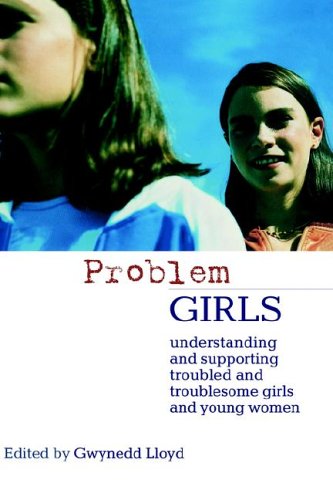 Problem
GIRLS
understanding
and supporting
troubled and
troublesome girls
and young women
Edited by Gwynedd Lloyd